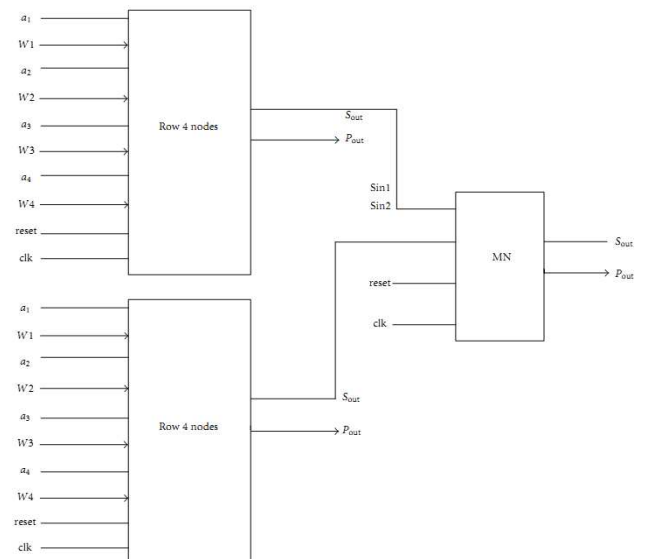 a1
W1
a2
W2
a3
W3
a4
W4
reset
clk
Row 4 nodes
Sout
Pout
Sin1
Sin2
reset
clk
MN
Sout
Pout
a1
W1
a2
W2
a3
W3
a4
W4
reset
clk
Row 4 nodes
Sout
Pout